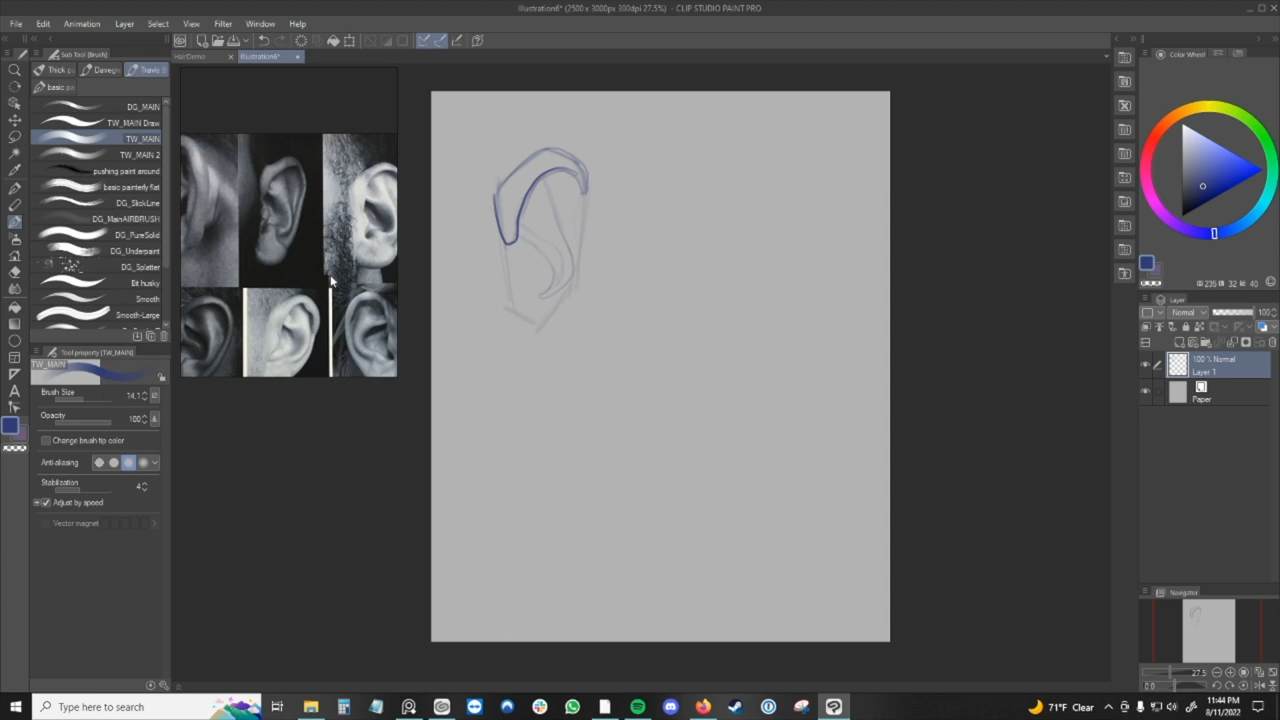 Illustration6* (2500 x 3000px 300dpi 27.5%) - CLIP STUDIO PAINT PRO
File Edit Animation Layer Select View Filter Window Help
HairDemo Illustration6*
Sub Tool [Brush]
Thick
basic
DG_MAIN
TW_MAIN Draw
TW_MAIN
TW_MAIN 2
pushing paint around
basic painterly flat
DG_SlickLine
DG_MainAIRBRUSH
DG_PureSolid
DG_Underpaint
DG_Splatter
Bit husky
Smooth
Smooth-Large
Tool property [TW_MAIN]
TW_MAIN
Brush Size 14.1
Opacity 100
Change brush tip color
Anti-aliasing
Stabilization 4
Adjust by speed
Vector magnet
Color Wheel
H 235 S 32 V 40
Layer
Normal 100
100 % Normal
Layer 1
Paper
Navigator
27.5
0.0
Type here to search
71°F Clear
11:44 PM
8/11/2022